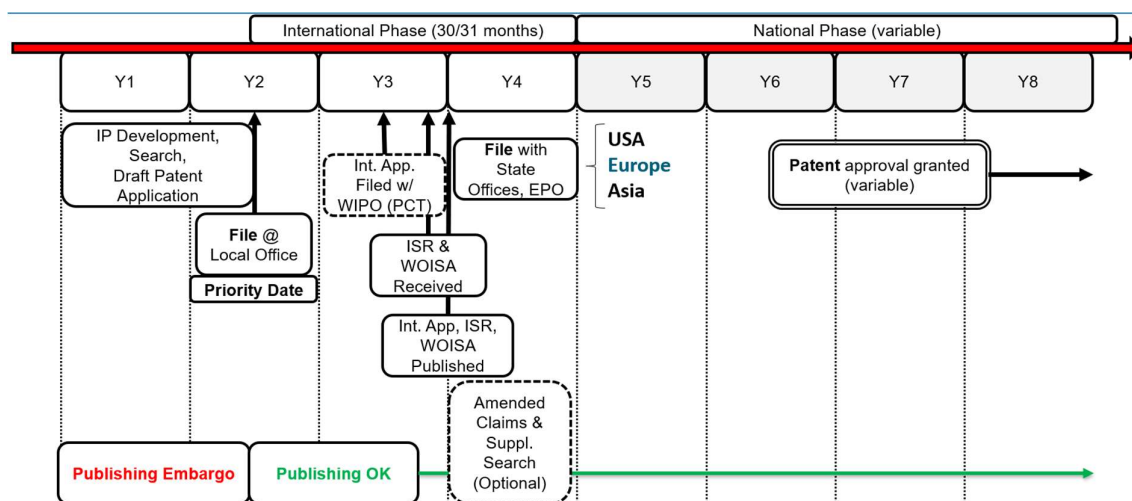 International Phase (30/31 months)
National Phase (variable)
Y1
Y2
Y3
Y4
Y5
Y6
Y7
Y8
IP Development,
Search,
Draft Patent
Application
File @
Local Office
Priority Date
Int. App.
Filed w/
WIPO (PCT)
ISR &
WOISA
Received
Int. App, ISR,
WOISA
Published
File with
State
Offices, EPO
USA
Europe
Asia
Patent approval granted
(variable)
Amended
Claims &
Suppl.
Search
(Optional)
Publishing Embargo
Publishing OK